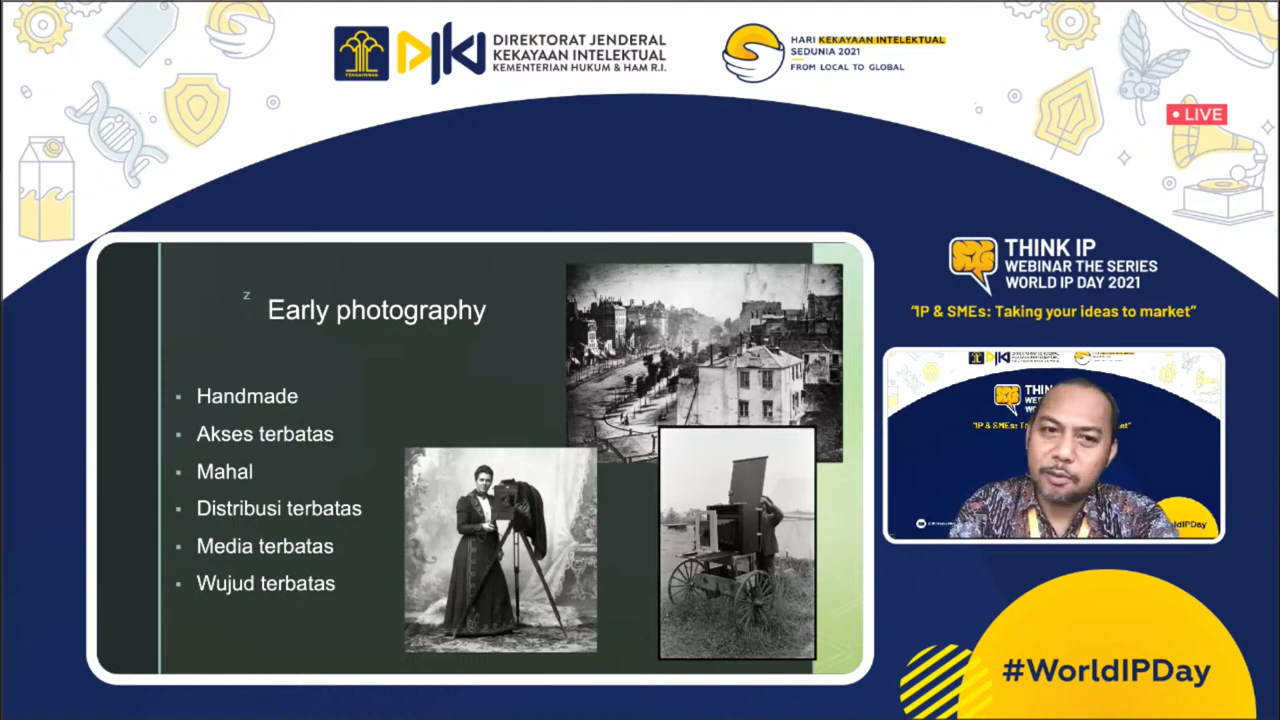 PENGAYOMAN
DJKI
DIREKTORAT JENDERAL
KEKAYAAN INTELEKTUAL
KEMENTERIAN HUKUM & HAM R.I.
HARI KEKAYAAN INTELEKTUAL
SEDUNIA 2021
FROM LOCAL TO GLOBAL
• LIVE
THINK IP
WEBINAR THE SERIES
WORLD IP DAY 2021
"IP & SMEs: Taking your ideas to market"
z
Early photography
▪ Handmade
▪ Akses terbatas
▪ Mahal
▪ Distribusi terbatas
▪ Media terbatas
▪ Wujud terbatas
#WorldIPDay